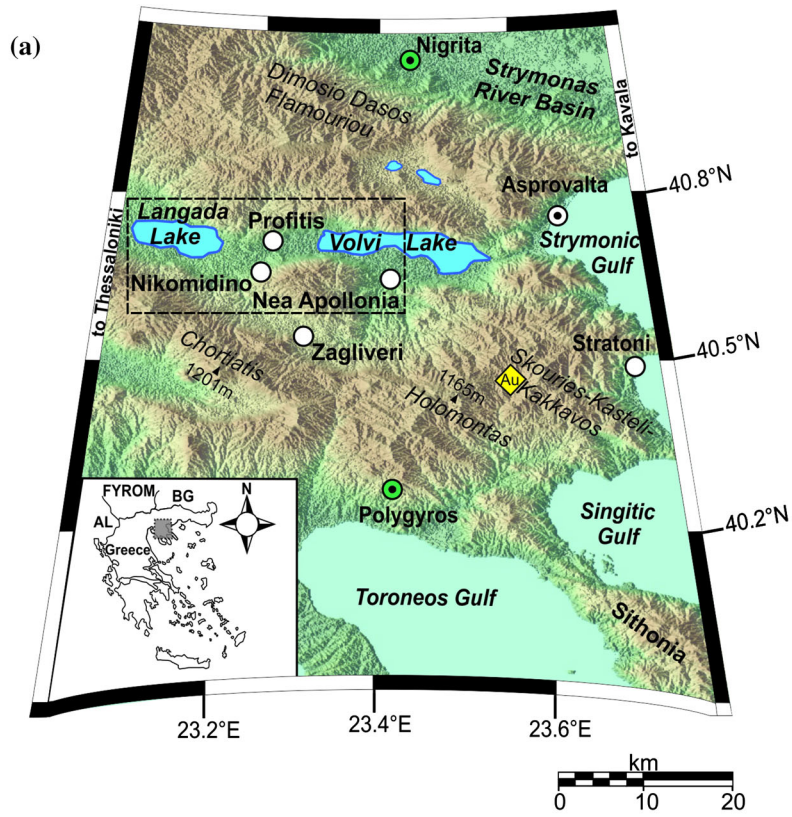 (a)
Nigrita
Strymonas
River Basin
Dimosio Dasos
Flamouriou
to Kavala
40.8°N
Asprovalta
Langada
Lake
Profitis
Volvi Lake
Strymonic
Gulf
to Thessaloniki
Nikomidino
Nea Apollonia
Zagliveri
Stratoni
40.5°N
Chortiatis
1201m
1165m
Holomontas
Au
Skouries-Kasteli-
Kakkavos
Polygyros
Singitic
Gulf
40.2°N
FYROM
BG
N
AL
Greece
Toroneos Gulf
Sithonia
23.2°E
23.4°E
23.6°E
km
0 10 20